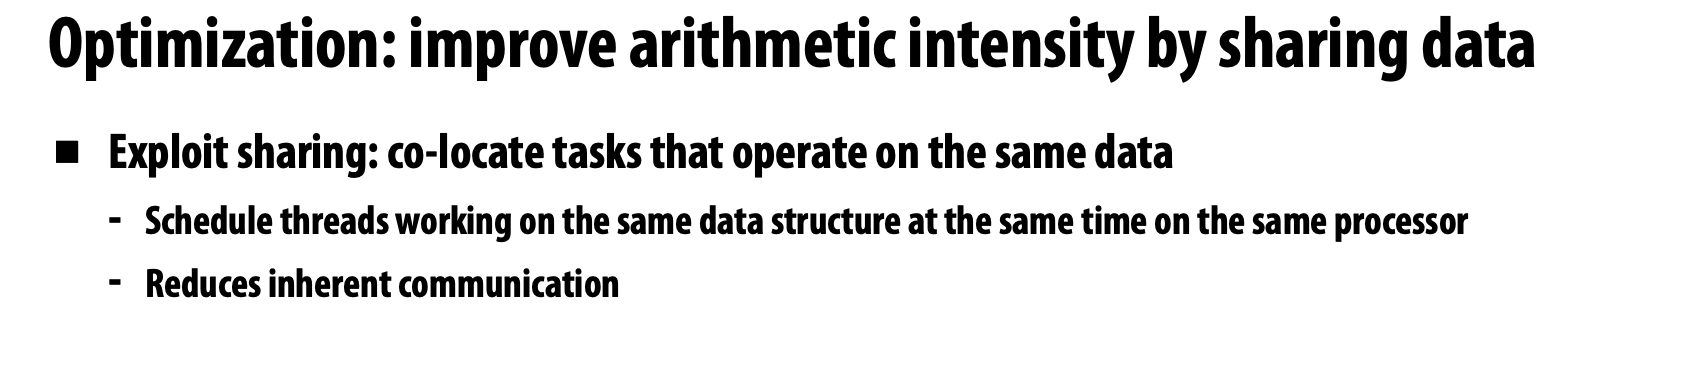 Optimization: improve arithmetic intensity by sharing data
■ Exploit sharing: co-locate tasks that operate on the same data
- Schedule threads working on the same data structure at the same time on the same processor
- Reduces inherent communication